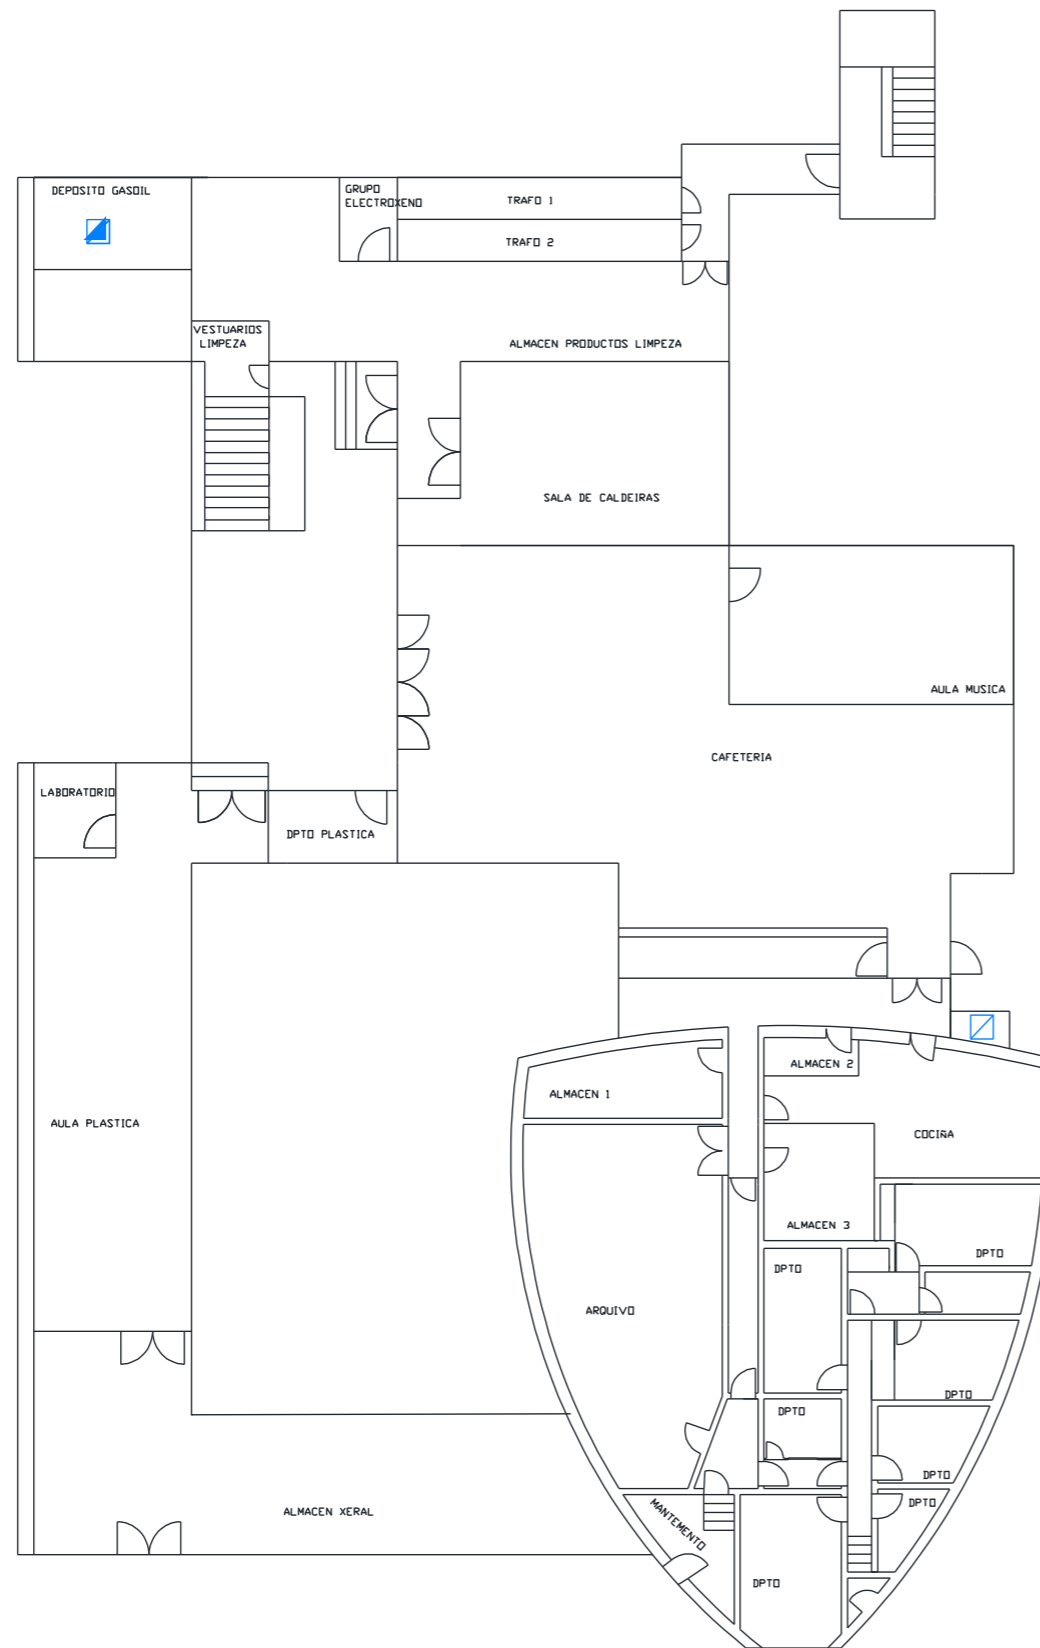 DEPOSITO GASOIL
GRUPO
ELECTROXENO
TRAFO 1
TRAFO 2
VESTUARIOS
LIMPEZA
ALMACEN PRODUCTOS LIMPEZA
SALA DE CALDEIRAS
AULA MUSICA
CAFETERIA
LABORATORIO
DPTO PLASTICA
ALMACEN 2
ALMACEN 1
AULA PLASTICA
COCIÑA
ALMACEN 3
DPTO
DPTO
ARQUIVO
DPTO
DPTO
DPTO
DPTO
ALMACEN XERAL
MANTEMENTO
DPTO